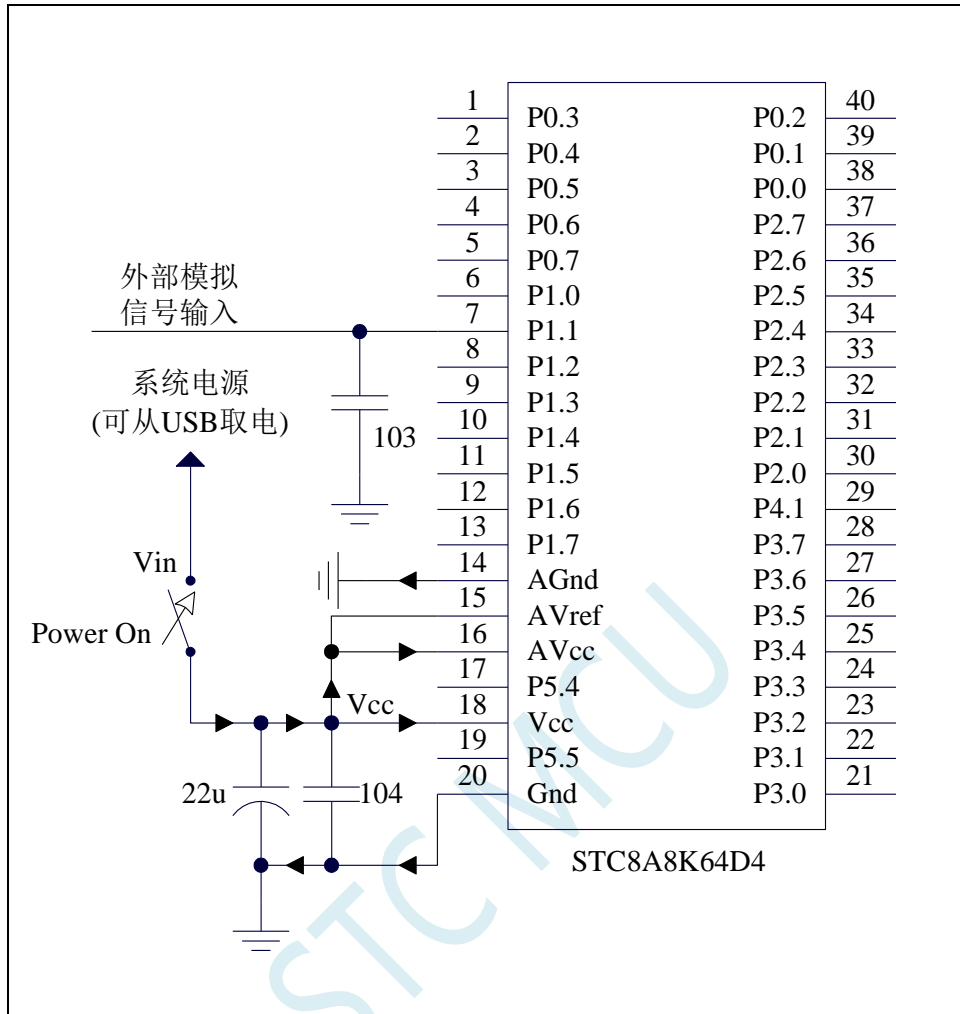 1
P0.3
P0.2
40
2
P0.4
P0.1
39
3
P0.5
P0.0
38
4
P0.6
P2.7
37
5
P0.7
P2.6
36
6
P1.0
P2.5
35
外部模拟
信号输入
7
P1.1
P2.4
34
8
P1.2
P2.3
33
系统电源
(可从USB取电)
9
P1.3
P2.2
32
103
10
P1.4
P2.1
31
11
P1.5
P2.0
30
12
P1.6
P4.1
29
13
P1.7
P3.7
28
Vin
14
AGnd
P3.6
27
15
AVref
P3.5
26
Power On
16
AVcc
P3.4
25
17
P5.4
P3.3
24
Vcc
18
Vcc
P3.2
23
19
P5.5
P3.1
22
22u
104
20
Gnd
P3.0
21
STC8A8K64D4
STC MCU